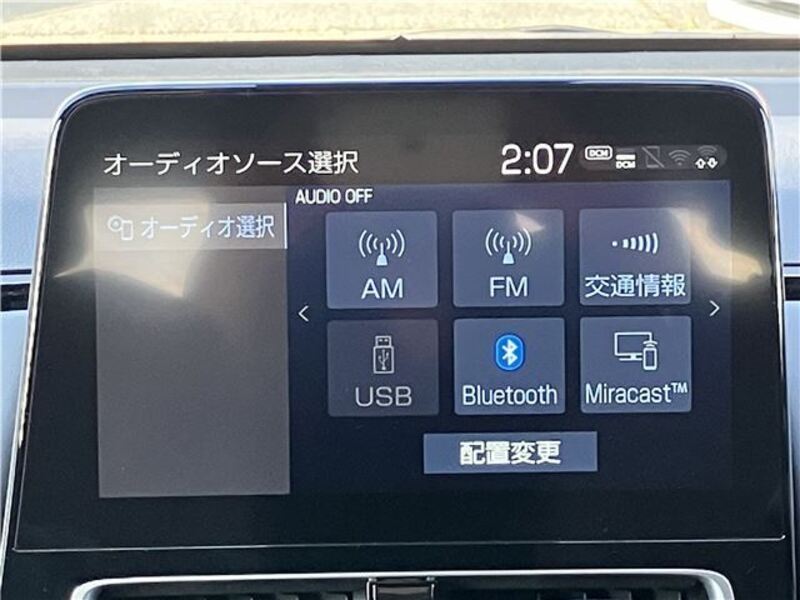 オーディオソース選択
2:07
DCM
DCM
AUDIO OFF
オーディオ選択
AM
FM
交通情報
USB
Bluetooth
Miracast™
配置変更